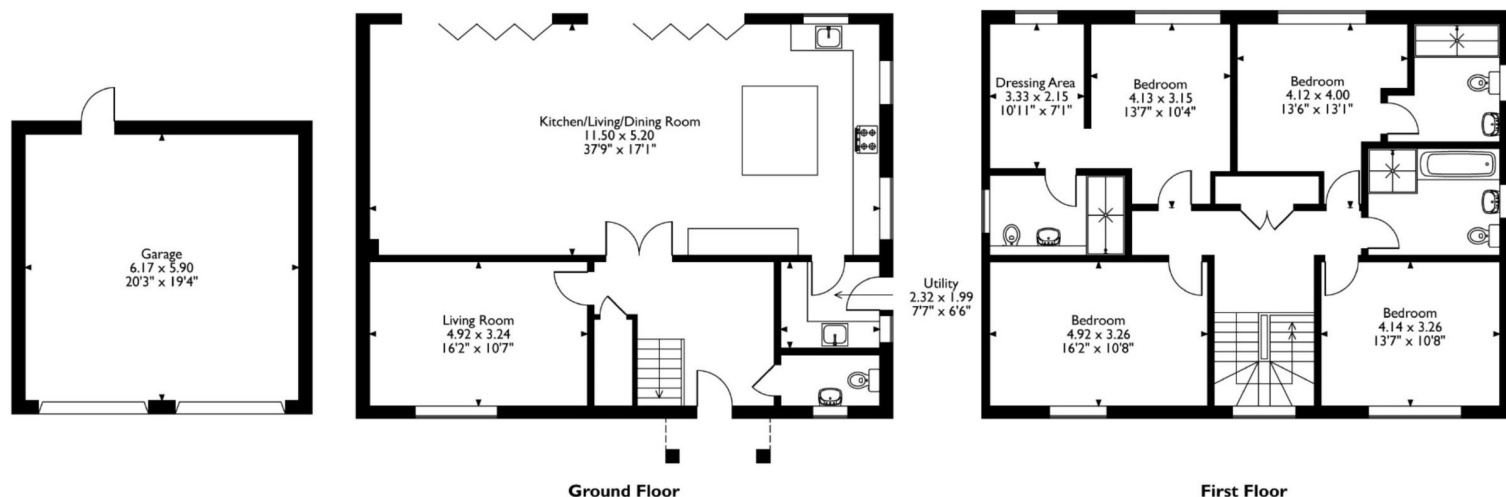 Garage
6.17 x 5.90
20'3" x 19'4"
Kitchen/Living/Dining Room
11.50 x 5.20
37'9" x 17'1"
Living Room
4.92 x 3.24
16'2" x 10'7"
Utility
2.32 x 1.99
7'7" x 6'6"
Ground Floor
Dressing Area
3.33 x 2.15
10'11" x 7'1"
Bedroom
4.13 x 3.15
13'7" x 10'4"
Bedroom
4.12 x 4.00
13'6" x 13'1"
Bedroom
4.92 x 3.26
16'2" x 10'8"
Bedroom
4.14 x 3.26
13'7" x 10'8"
First Floor